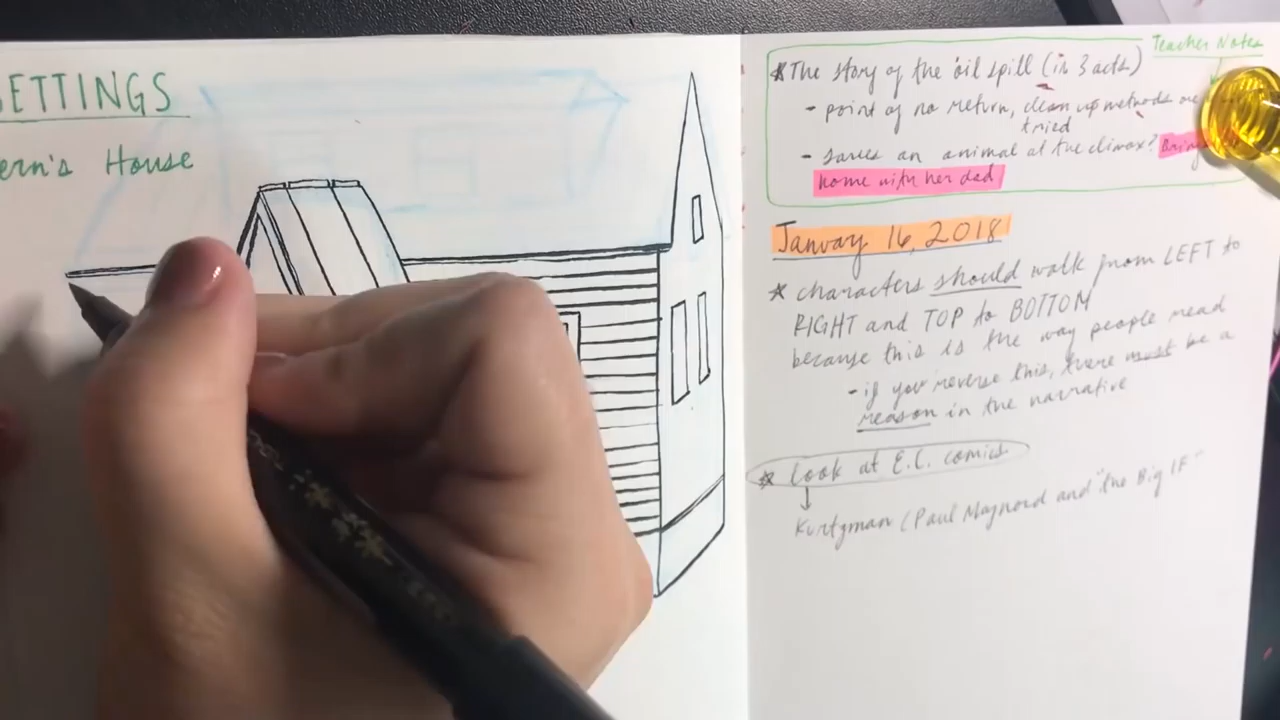 SETTINGS
ern's House
Teacher Notes
* The story of the oil spill (in 3 acts)
- point of no return, clean up methods are
tried
- saves an animal at the climax?
home with her dad
January 16, 2018
* characters should walk from LEFT to
RIGHT and TOP to BOTTOM
because this is the way people read
- if you reverse this, there must be a
reason in the narrative
* Look at E.C. comics
Kurtzman (Paul Maynard and "the Big IF"